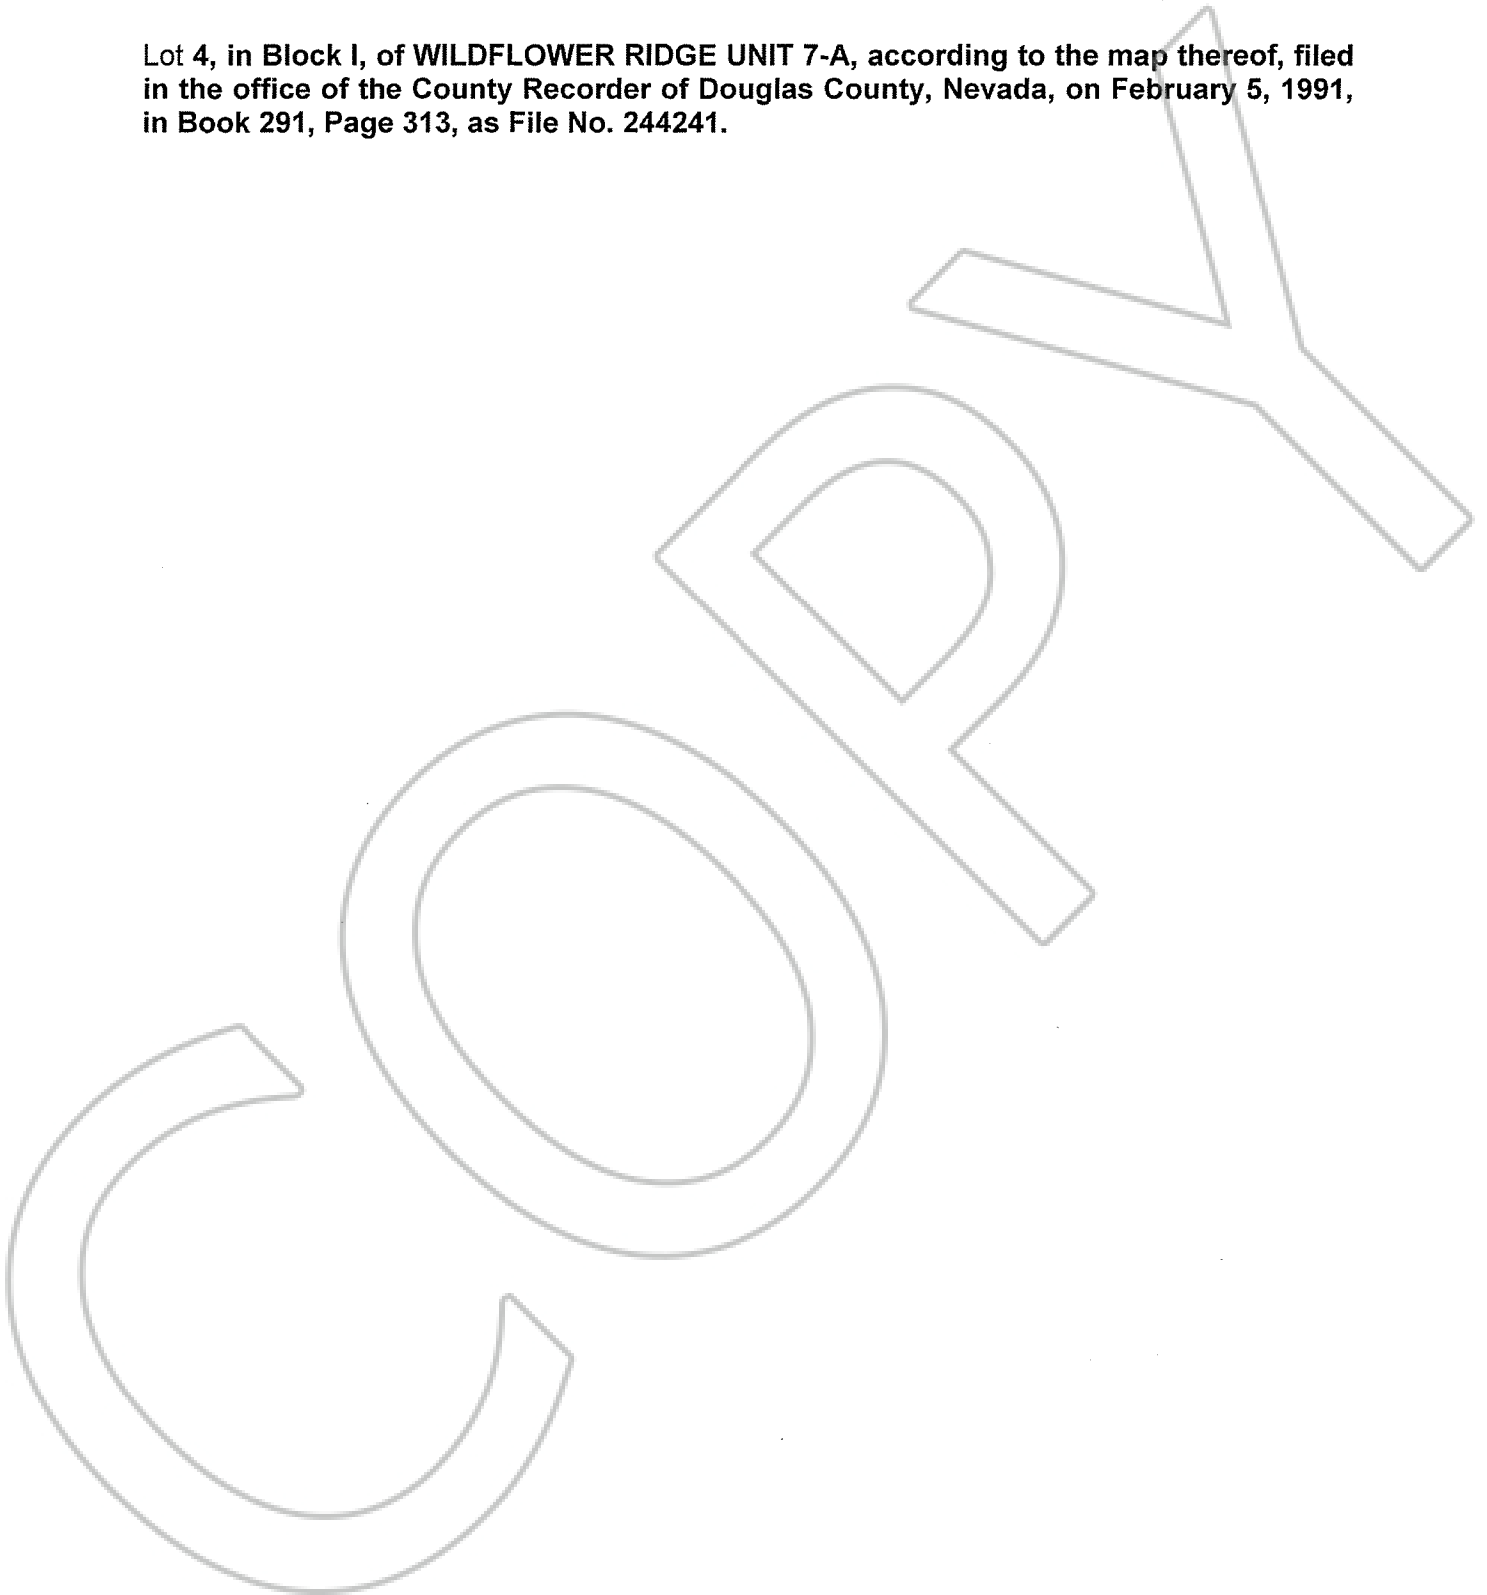 Lot 4, in Block I, of WILDFLOWER RIDGE UNIT 7-A, according to the map thereof, filed
in the office of the County Recorder of Douglas County, Nevada, on February 5, 1991,
in Book 291, Page 313, as File No. 244241.
COPY